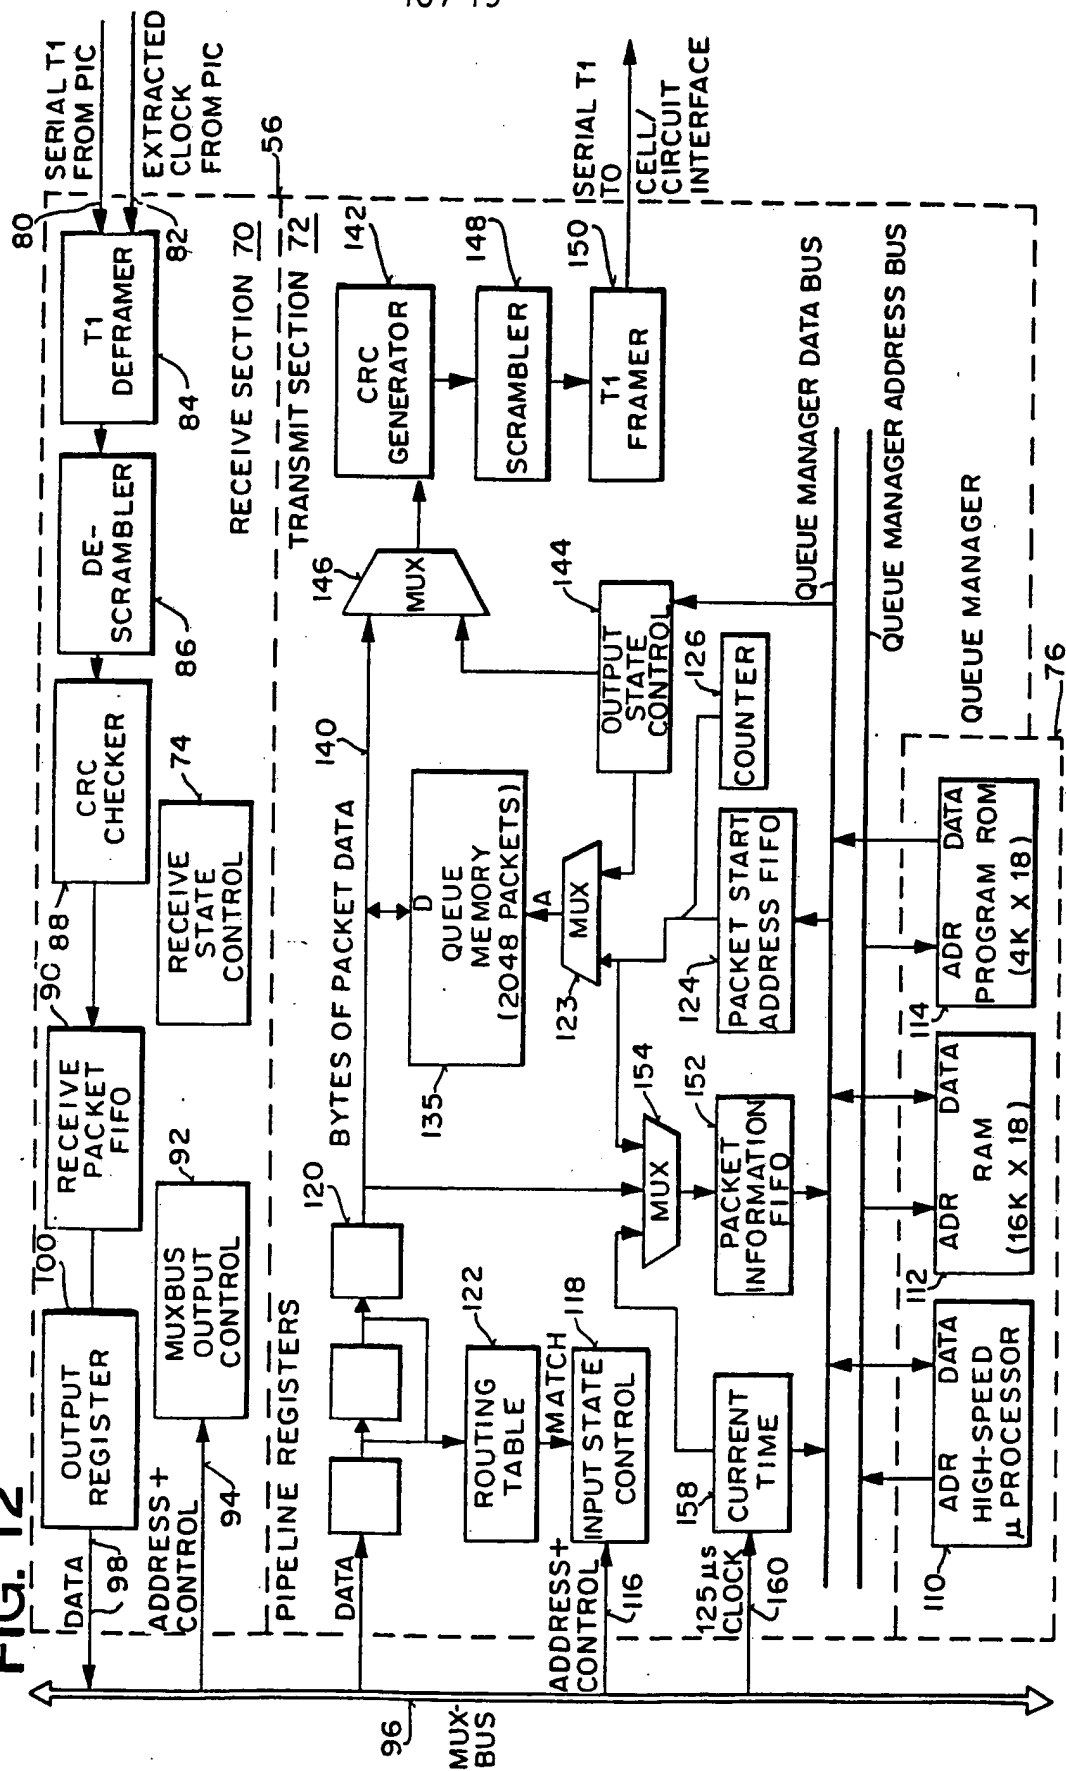 FIG. 12
SERIAL T1
FROM PIC
EXTRACTED
CLOCK
FROM PIC
80
82
T1
DEFRAMER
84
DE-
SCRAMBLER
86
CRC
CHECKER
88
RECEIVE
PACKET
FIFO
90
OUTPUT
REGISTER
100
DATA
98
ADDRESS+
CONTROL
94
MUXBUS
OUTPUT
CONTROL
92
RECEIVE
STATE
CONTROL
74
RECEIVE SECTION 70
TRANSMIT SECTION 72
56
PIPELINE REGISTERS
DATA
120
BYTES OF PACKET DATA
140
146
MUX
CRC
GENERATOR
142
SCRAMBLER
148
T1
FRAMER
150
SERIAL T1
TO
CELL/
CIRCUIT
INTERFACE
ROUTING
TABLE
122
MATCH
INPUT STATE
CONTROL
118
ADDRESS+
CONTROL
116
D
QUEUE
MEMORY
(2048 PACKETS)
135
A
MUX
123
OUTPUT
STATE
CONTROL
144
COUNTER
126
PACKET START
ADDRESS FIFO
124
MUX
154
PACKET
INFORMATION
FIFO
152
CURRENT
TIME
158
125 µs
CLOCK
160
QUEUE MANAGER DATA BUS
QUEUE MANAGER ADDRESS BUS
QUEUE MANAGER
76
ADR DATA
HIGH-SPEED
µ PROCESSOR
110
ADR DATA
RAM
(16K X 18)
112
ADR DATA
PROGRAM ROM
(4K X 18)
114
96
MUX-
BUS